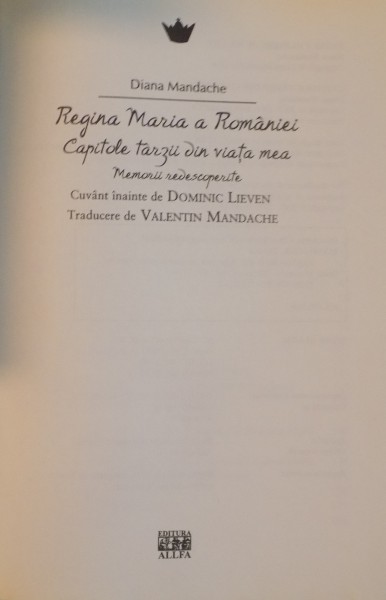 Diana Mandache
Regina Maria a României
Capitole târzii din viața mea
Memorii redescoperite
Cuvânt înainte de DOMINIC LIEVEN
Traducere de VALENTIN MANDACHE
EDITURA
ALLFA